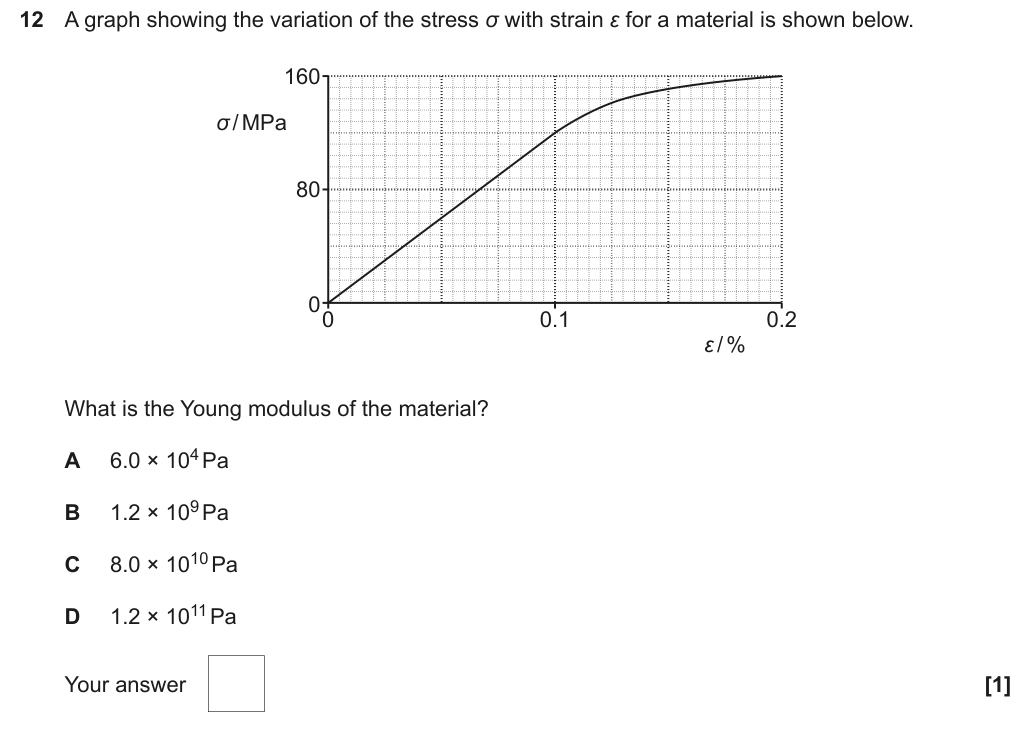 12 A graph showing the variation of the stress σ with strain ε for a material is shown below.
160
σ/MPa
80
0
0 0.1 0.2
ε/%
What is the Young modulus of the material?
A 6.0 × 10⁴ Pa
B 1.2 × 10⁹ Pa
C 8.0 × 10¹⁰ Pa
D 1.2 × 10¹¹ Pa
Your answer [1]